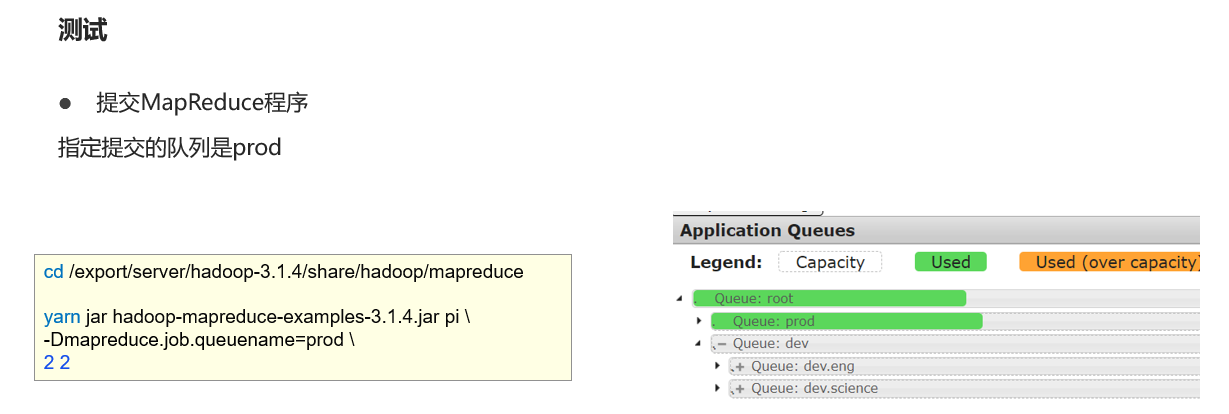 测试
● 提交MapReduce程序
指定提交的队列是prod
cd /export/server/hadoop-3.1.4/share/hadoop/mapreduce
yarn jar hadoop-mapreduce-examples-3.1.4.jar pi \
-Dmapreduce.job.queuename=prod \
2 2
Application Queues
Legend: Capacity Used Used (over capacity)
Queue: root
Queue: prod
Queue: dev
Queue: dev.eng
Queue: dev.science